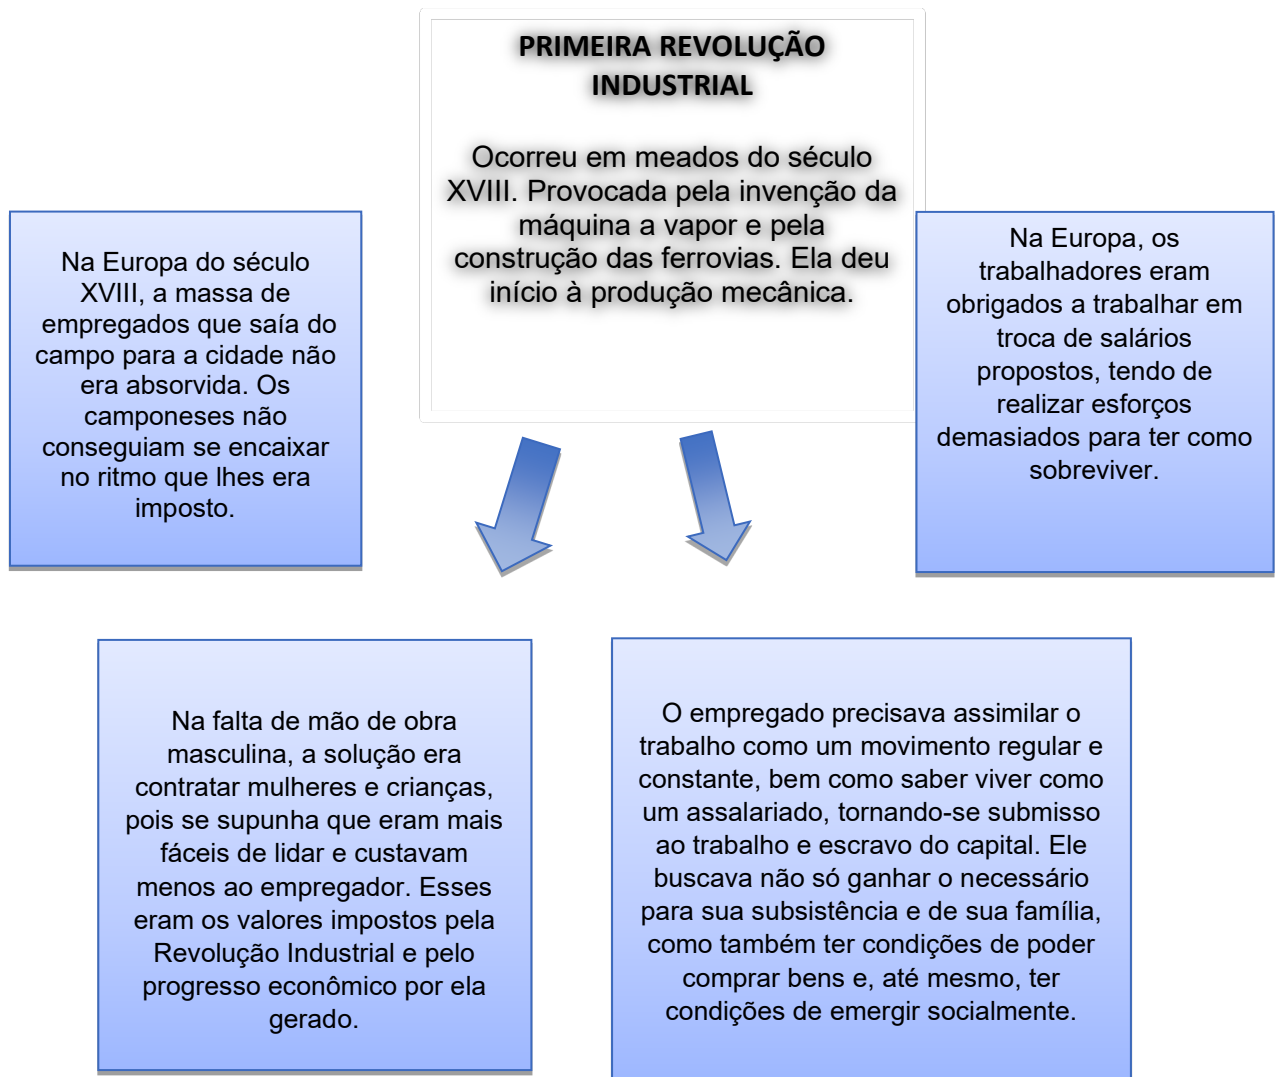 PRIMEIRA REVOLUÇÃO
INDUSTRIAL
Ocorreu em meados do século
XVIII. Provocada pela invenção da
máquina a vapor e pela
construção das ferrovias. Ela deu
início à produção mecânica.
Na Europa do século
XVIII, a massa de
empregados que saía do
campo para a cidade não
era absorvida. Os
camponeses não
conseguiam se encaixar
no ritmo que lhes era
imposto.
Na Europa, os
trabalhadores eram
obrigados a trabalhar em
troca de salários
propostos, tendo de
realizar esforços
demasiados para ter como
sobreviver.
Na falta de mão de obra
masculina, a solução era
contratar mulheres e crianças,
pois se supunha que eram mais
fáceis de lidar e custavam
menos ao empregador. Esses
eram os valores impostos pela
Revolução Industrial e pelo
progresso econômico por ela
gerado.
O empregado precisava assimilar o
trabalho como um movimento regular e
constante, bem como saber viver como
um assalariado, tornando-se submisso
ao trabalho e escravo do capital. Ele
buscava não só ganhar o necessário
para sua subsistência e de sua família,
como também ter condições de poder
comprar bens e, até mesmo, ter
condições de emergir socialmente.